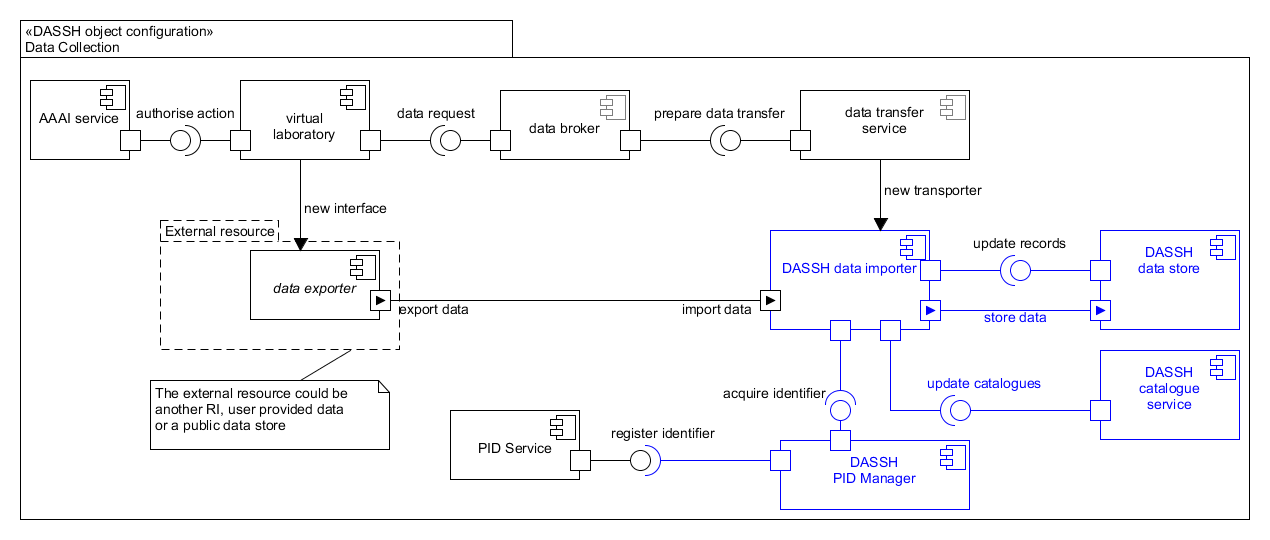 «DASSH object configuration»
Data Collection
AAAI service
authorise action
virtual
laboratory
data request
data broker
prepare data transfer
data transfer
service
new interface
new transporter
External resource
data exporter
export data
import data
DASSH data importer
update records
DASSH
data store
store data
The external resource could be
another RI, user provided data
or a public data store
acquire identifier
update catalogues
DASSH
catalogue
service
PID Service
register identifier
DASSH
PID Manager